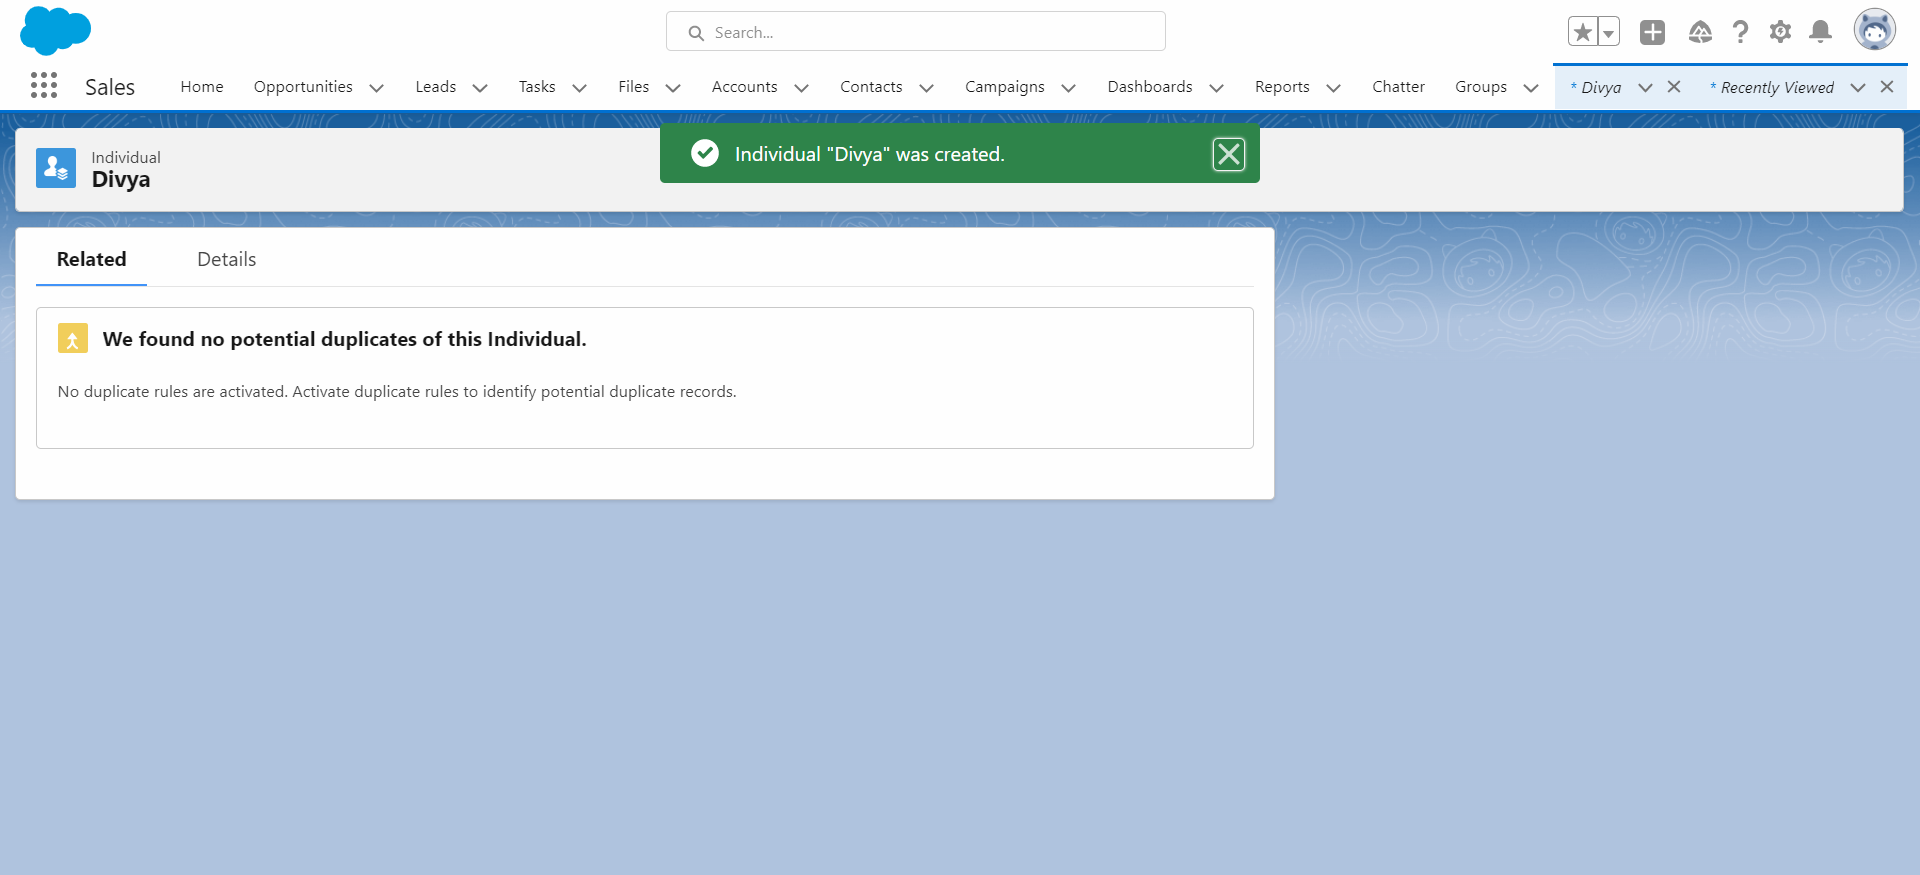 Search...
Sales Home Opportunities Leads Tasks Files Accounts Contacts Campaigns Dashboards Reports Chatter Groups * Divya * Recently Viewed
Individual
Divya
Individual "Divya" was created.
Related Details
We found no potential duplicates of this Individual.
No duplicate rules are activated. Activate duplicate rules to identify potential duplicate records.